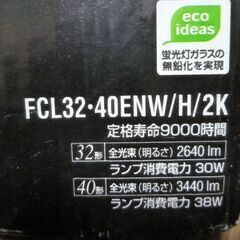 eco
ideas
蛍光灯ガラスの
無鉛化を実現
FCL32・40ENW/H/2K
定格寿命9000時間
32形 全光束(明るさ) 2640 lm
ランプ消費電力 30W
40形 全光束(明るさ) 3440 lm
ランプ消費電力 38W